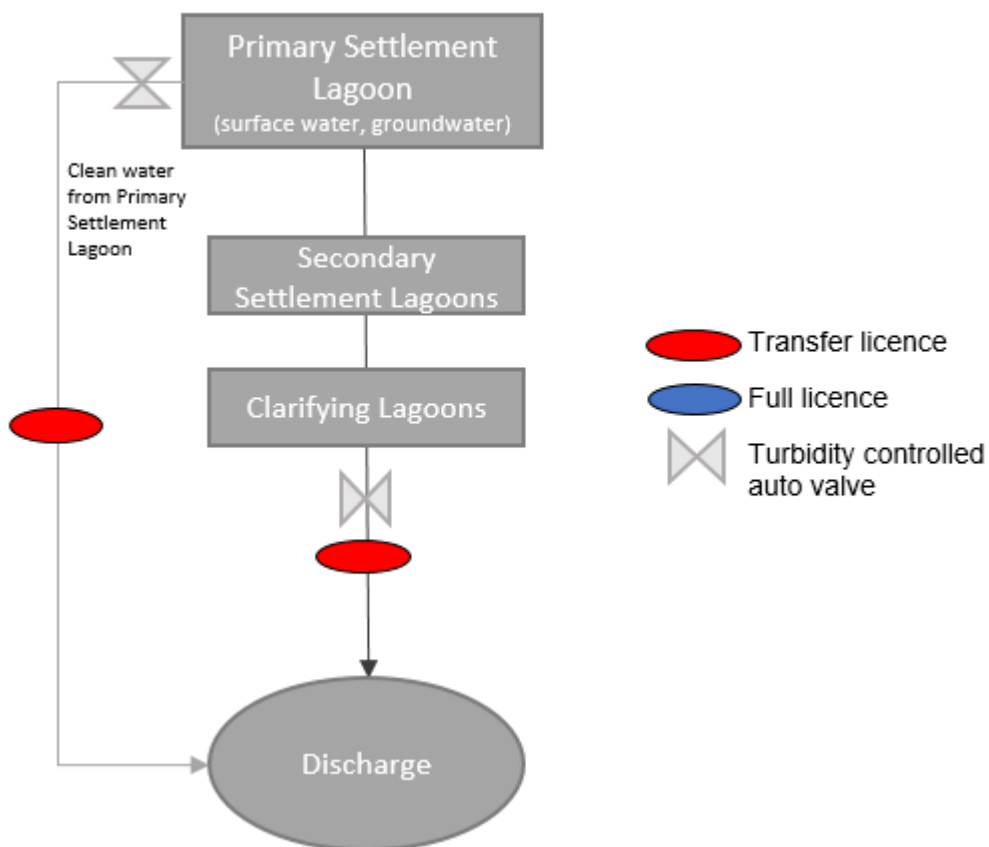 Primary Settlement
Lagoon
(surface water, groundwater)
Clean water
from Primary
Settlement
Lagoon
Secondary
Settlement Lagoons
Clarifying Lagoons
Discharge
Transfer licence
Full licence
Turbidity controlled
auto valve